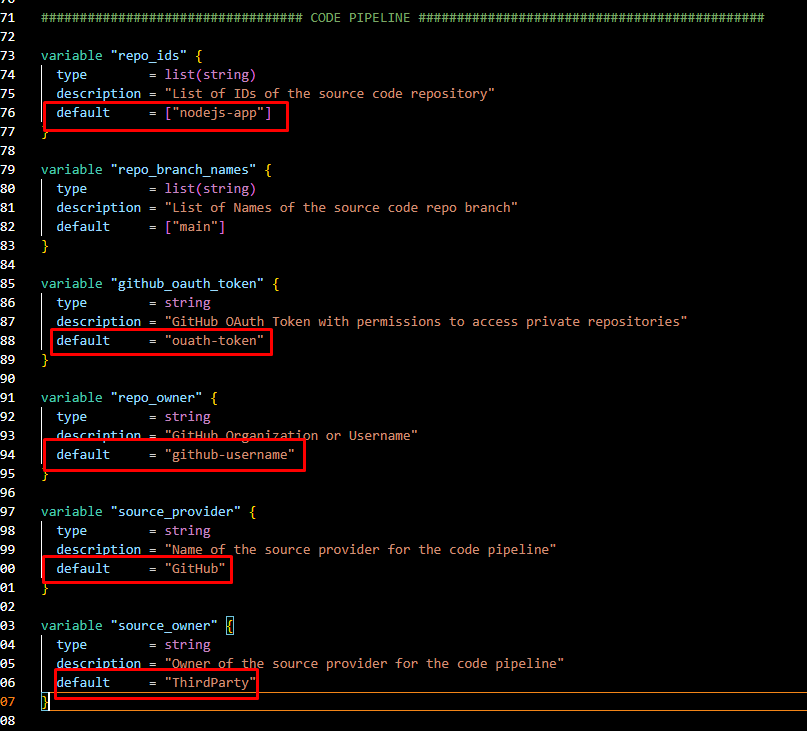 71 ################################## CODE PIPELINE #############################################
72
73 variable "repo_ids" {
74   type        = list(string)
75   description = "List of IDs of the source code repository"
76   default     = ["nodejs-app"]
77 }
78
79 variable "repo_branch_names" {
80   type        = list(string)
81   description = "List of Names of the source code repo branch"
82   default     = ["main"]
83 }
84
85 variable "github_oauth_token" {
86   type        = string
87   description = "GitHub OAuth Token with permissions to access private repositories"
88   default     = "ouath-token"
89 }
90
91 variable "repo_owner" {
92   type        = string
93   description = "GitHub Organization or Username"
94   default     = "github-username"
95 }
96
97 variable "source_provider" {
98   type        = string
99   description = "Name of the source provider for the code pipeline"
00   default     = "GitHub"
01 }
02
03 variable "source_owner" {
04   type        = string
05   description = "Owner of the source provider for the code pipeline"
06   default     = "ThirdParty"
07 }
08